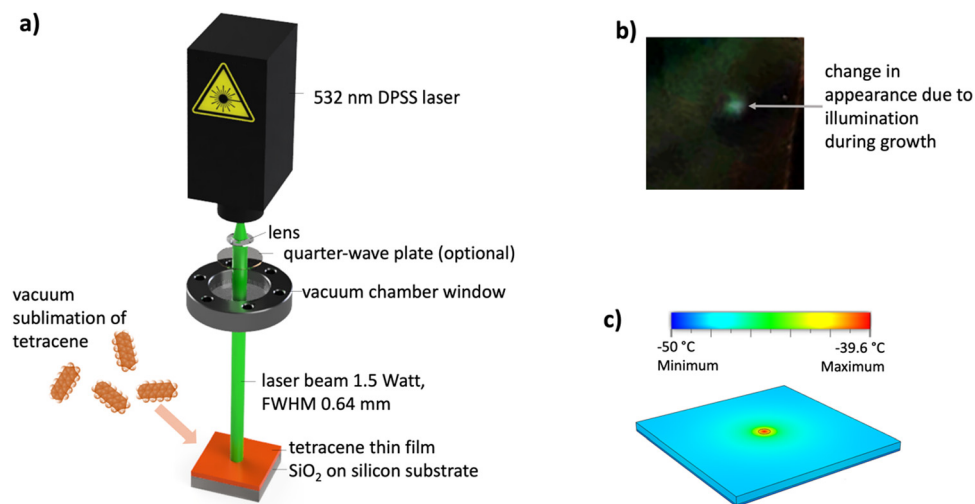 a)
532 nm DPSS laser
lens
quarter-wave plate (optional)
vacuum chamber window
vacuum
sublimation of
tetracene
laser beam 1.5 Watt,
FWHM 0.64 mm
tetracene thin film
SiO₂ on silicon substrate
b)
change in
appearance due to
illumination
during growth
c)
-50 °C
Minimum
-39.6 °C
Maximum